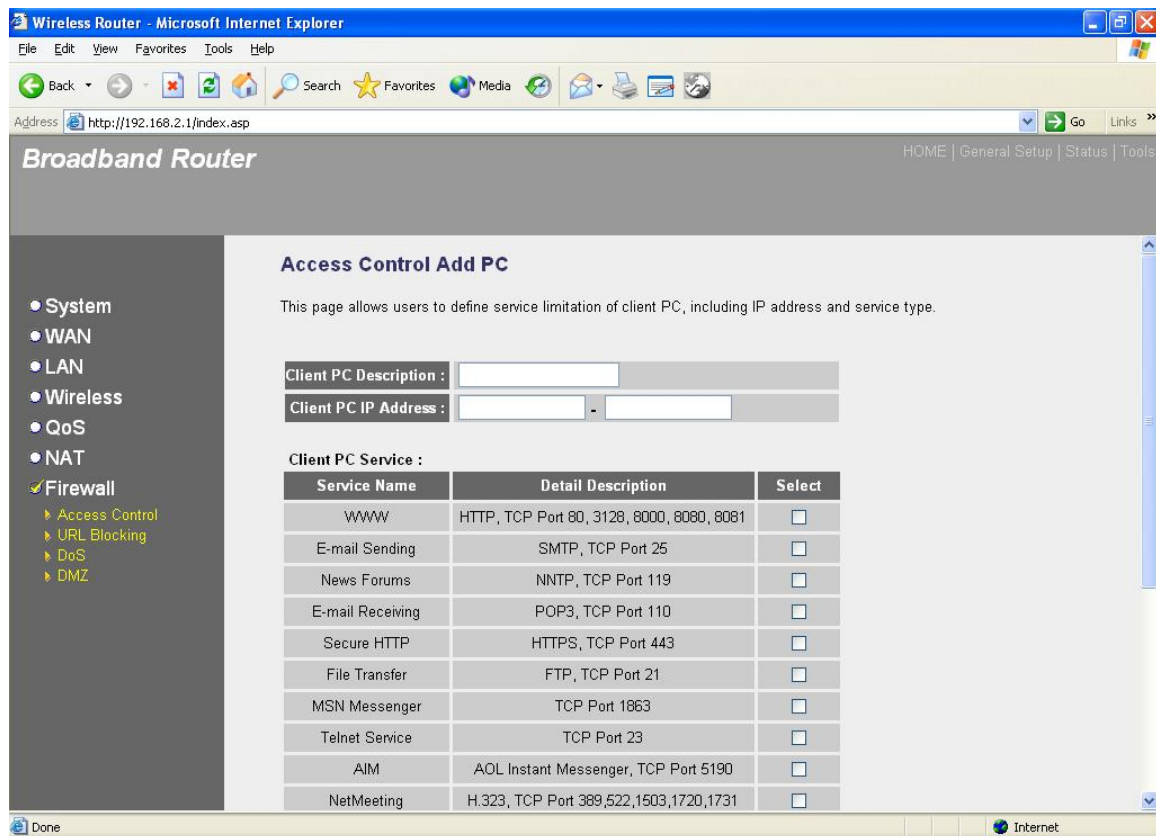 Wireless Router - Microsoft Internet Explorer
File Edit View Favorites Tools Help
Back Search Favorites Media
Address http://192.168.2.1/index.asp Go Links »
Broadband Router
HOME | General Setup | Status | Tools
System
WAN
LAN
Wireless
QoS
NAT
Firewall
Access Control
URL Blocking
DoS
DMZ
Access Control Add PC
This page allows users to define service limitation of client PC, including IP address and service type.
Client PC Description :
Client PC IP Address : -
Client PC Service :
Service Name Detail Description Select
WWW HTTP, TCP Port 80, 3128, 8000, 8080, 8081
E-mail Sending SMTP, TCP Port 25
News Forums NNTP, TCP Port 119
E-mail Receiving POP3, TCP Port 110
Secure HTTP HTTPS, TCP Port 443
File Transfer FTP, TCP Port 21
MSN Messenger TCP Port 1863
Telnet Service TCP Port 23
AIM AOL Instant Messenger, TCP Port 5190
NetMeeting H.323, TCP Port 389,522,1503,1720,1731
Done Internet